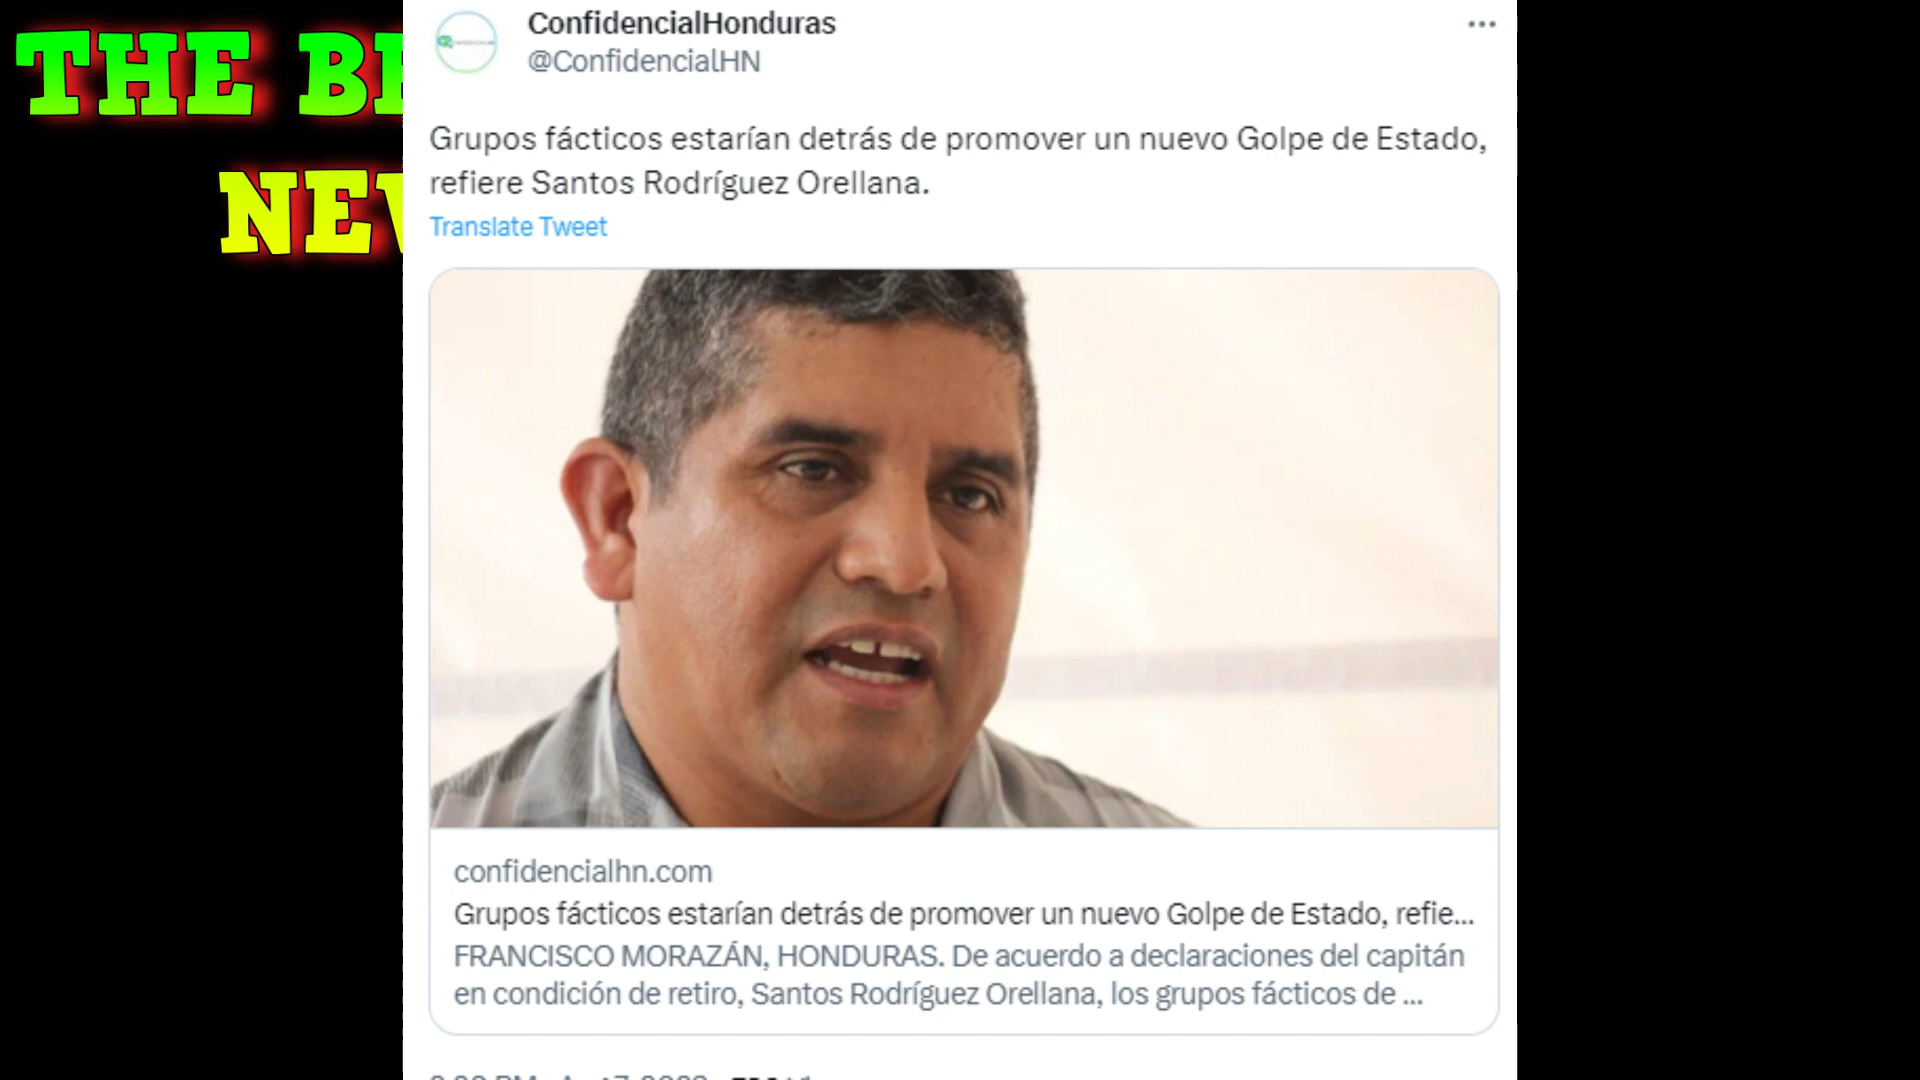 THE
NE
ConfidencialHonduras
@ConfidencialHN
Grupos fácticos estarían detrás de promover un nuevo Golpe de Estado,
refiere Santos Rodríguez Orellana.
Translate Tweet
confidencialhn.com
Grupos fácticos estarían detrás de promover un nuevo Golpe de Estado, refie...
FRANCISCO MORAZÁN, HONDURAS. De acuerdo a declaraciones del capitán
en condición de retiro, Santos Rodríguez Orellana, los grupos fácticos de ...